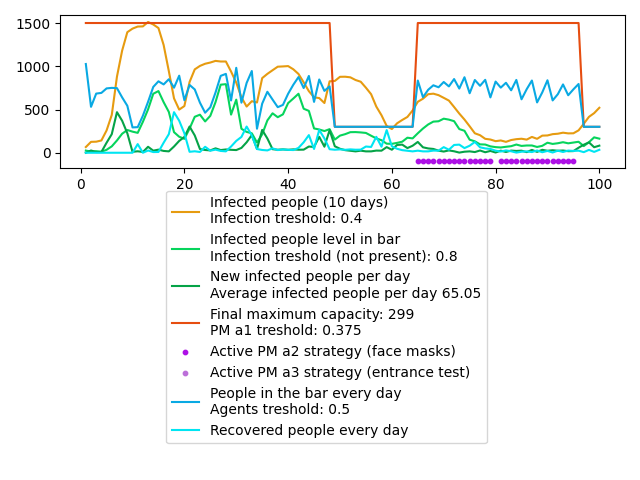 1500
1000
500
0
0
20
40
60
80
100
Infected people (10 days)
Infection treshold: 0.4
Infected people level in bar
Infection treshold (not present): 0.8
New infected people per day
Average infected people per day 65.05
Final maximum capacity: 299
PM a1 treshold: 0.375
Active PM a2 strategy (face masks)
Active PM a3 strategy (entrance test)
People in the bar every day
Agents treshold: 0.5
Recovered people every day